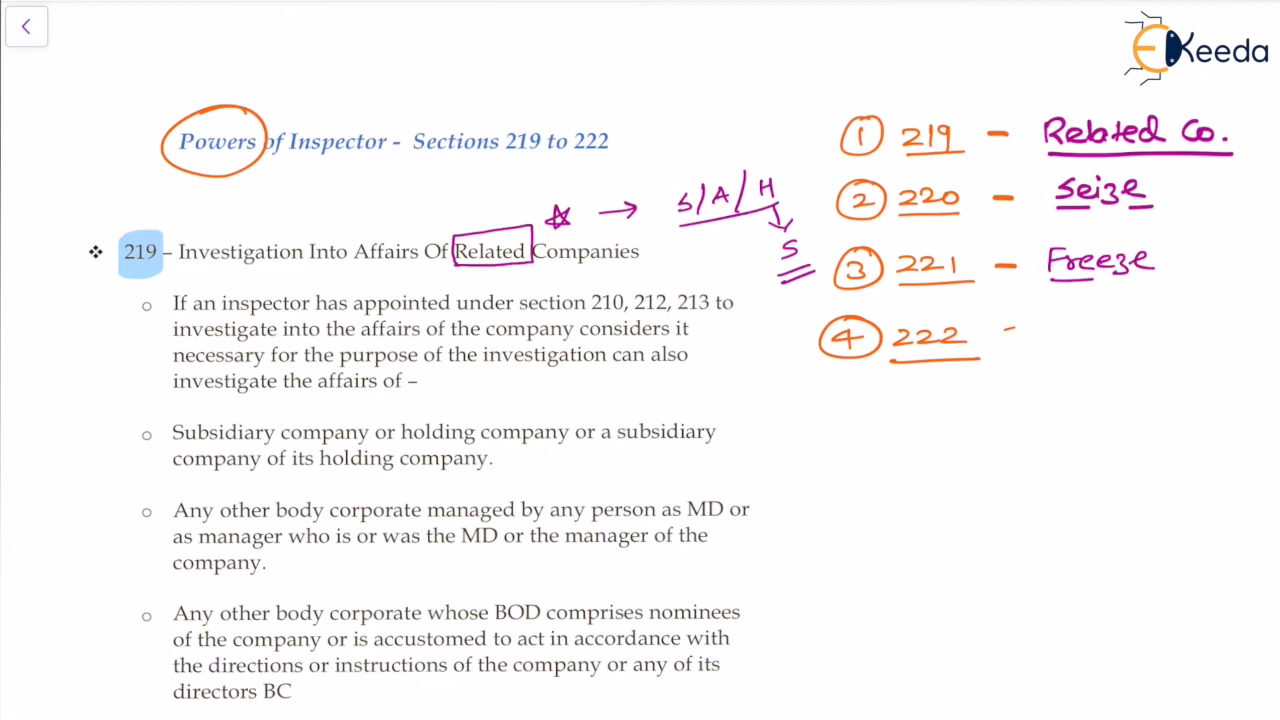 EKeeda
Powers of Inspector - Sections 219 to 222
1 219 - Related Co.
2 220 - Seize
3 221 - Freeze
4 222 -
→ S/A/H
S
❖ 219 – Investigation Into Affairs Of Related Companies
o If an inspector has appointed under section 210, 212, 213 to
investigate into the affairs of the company considers it
necessary for the purpose of the investigation can also
investigate the affairs of –
o Subsidiary company or holding company or a subsidiary
company of its holding company.
o Any other body corporate managed by any person as MD or
as manager who is or was the MD or the manager of the
company.
o Any other body corporate whose BOD comprises nominees
of the company or is accustomed to act in accordance with
the directions or instructions of the company or any of its
directors BC